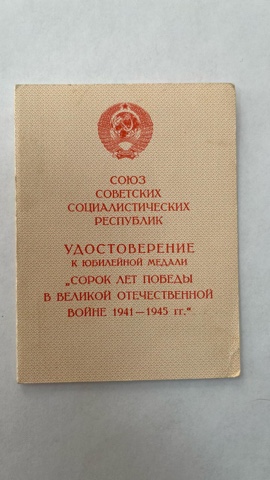 СОЮЗ
СОВЕТСКИХ
СОЦИАЛИСТИЧЕСКИХ
РЕСПУБЛИК
УДОСТОВЕРЕНИЕ
К ЮБИЛЕЙНОЙ МЕДАЛИ
„СОРОК ЛЕТ ПОБЕДЫ
В ВЕЛИКОЙ ОТЕЧЕСТВЕННОЙ
ВОЙНЕ 1941—1945 гг.“